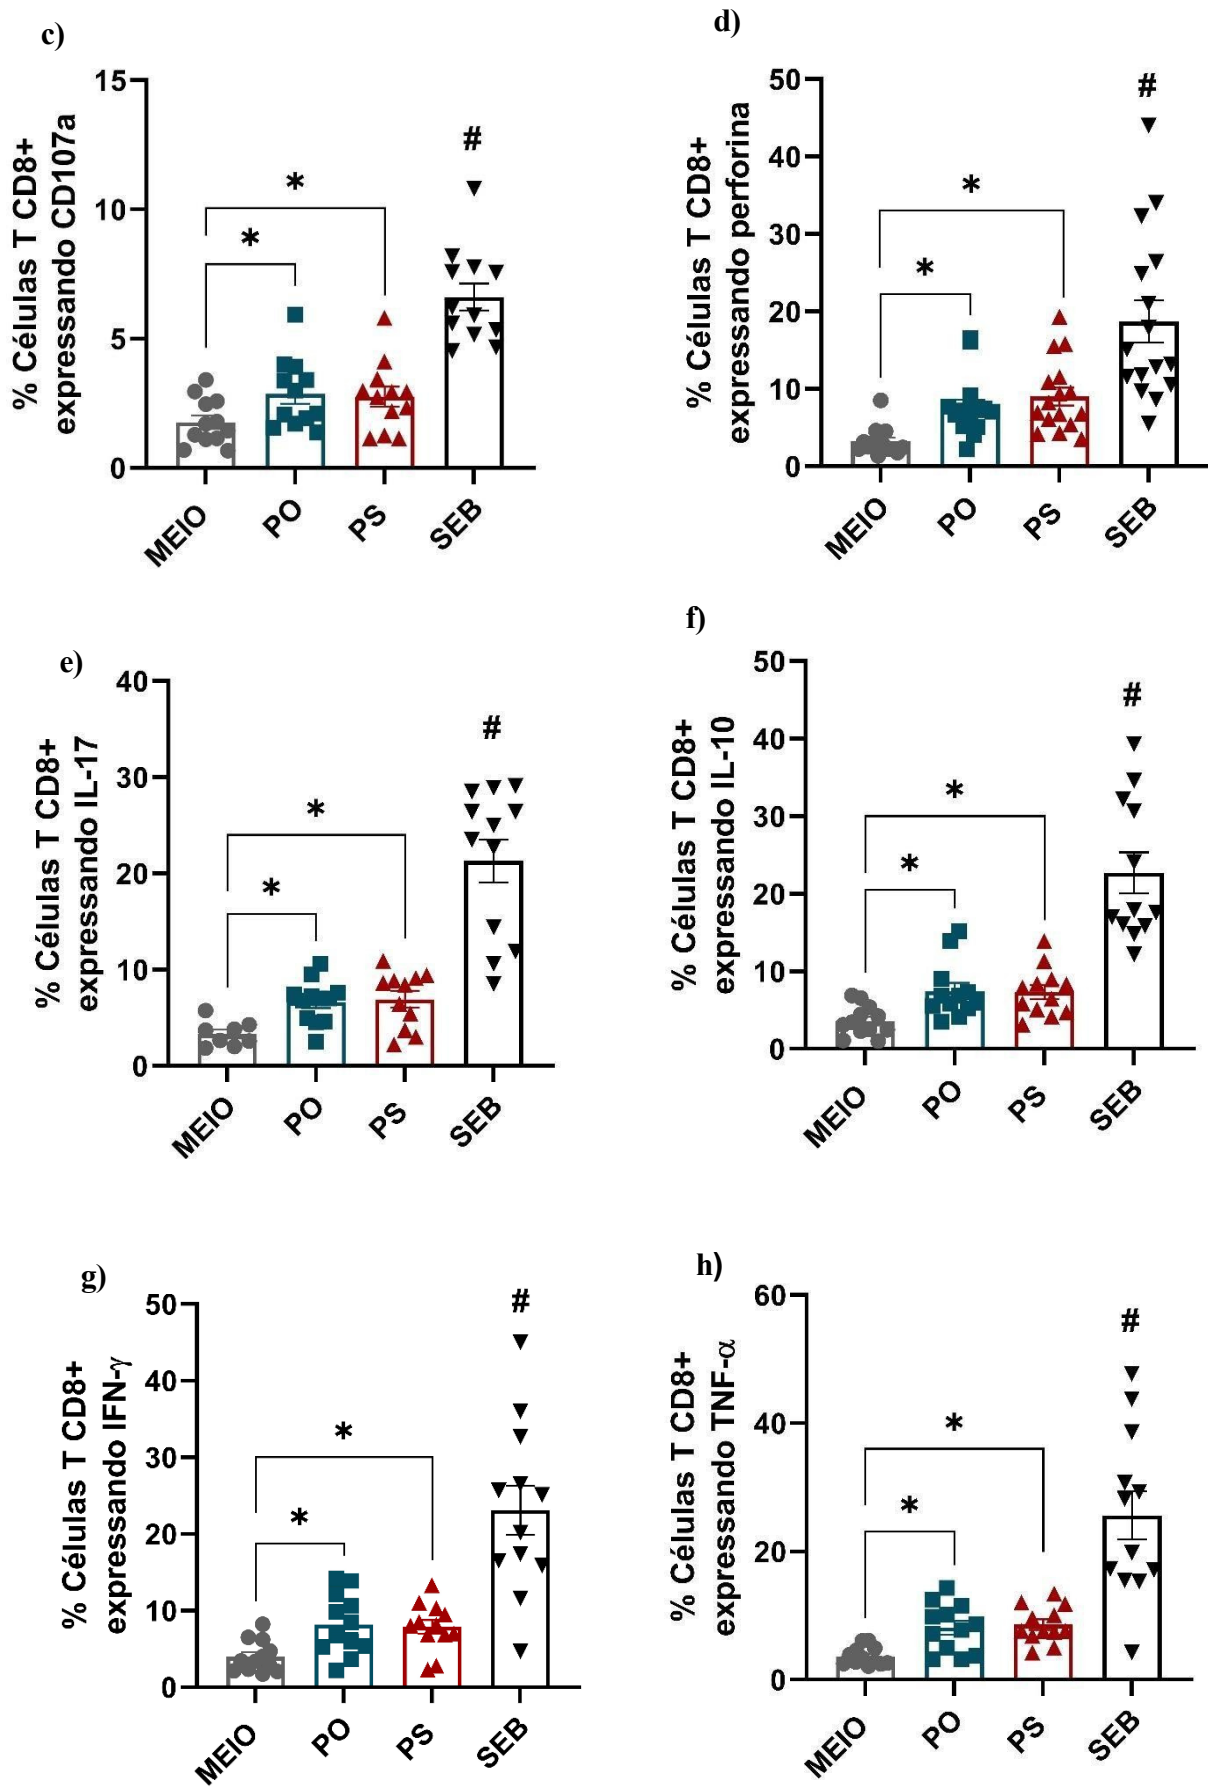 c)
% Células T CD8+
expressando CD107a
15
10
5
0
*
*
#
MEIO
PO
PS
SEB
d)
% Células T CD8+
expressando perforina
50
40
30
20
10
0
*
*
#
MEIO
PO
PS
SEB
e)
% Células T CD8+
expressando IL-17
40
30
20
10
0
*
*
#
MEIO
PO
PS
SEB
f)
% Células T CD8+
expressando IL-10
50
40
30
20
10
0
*
*
#
MEIO
PO
PS
SEB
g)
% Células T CD8+
expressando IFN-γ
50
40
30
20
10
0
*
*
#
MEIO
PO
PS
SEB
h)
% Células T CD8+
expressando TNF-α
60
40
20
0
*
*
#
MEIO
PO
PS
SEB